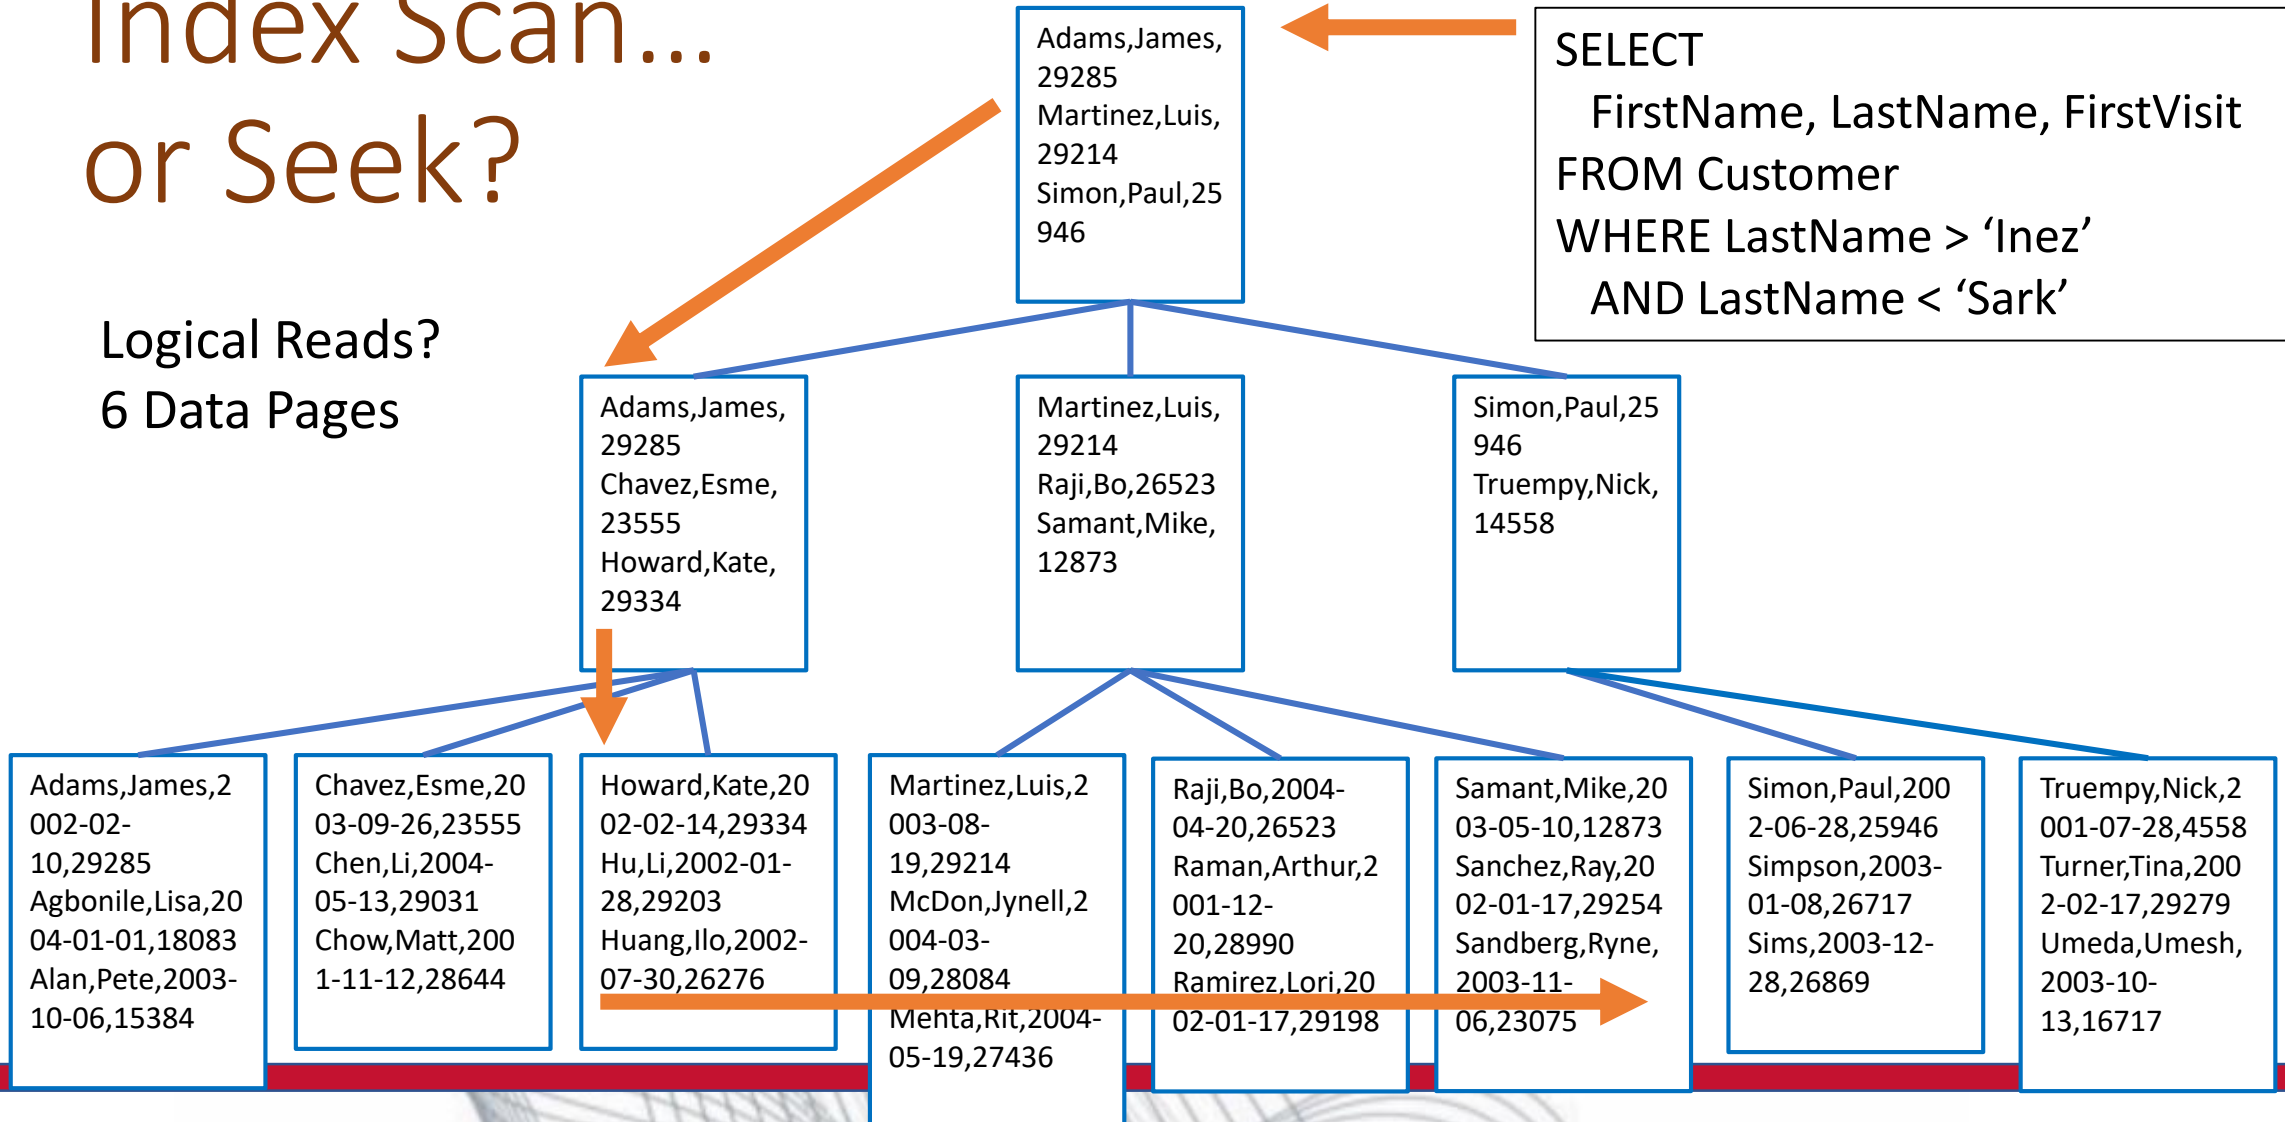 Index Scan...
or Seek?
Logical Reads?
6 Data Pages
SELECT
FirstName, LastName, FirstVisit
FROM Customer
WHERE LastName > ‘Inez’
AND LastName < ‘Sark’
Adams,James,
29285
Martinez,Luis,
29214
Simon,Paul,25
946
Adams,James,
29285
Chavez,Esme,
23555
Howard,Kate,
29334
Martinez,Luis,
29214
Raji,Bo,26523
Samant,Mike,
12873
Simon,Paul,25
946
Truempy,Nick,
14558
Adams,James,2
002-02-
10,29285
Agbonile,Lisa,20
04-01-01,18083
Alan,Pete,2003-
10-06,15384
Chavez,Esme,20
03-09-26,23555
Chen,Li,2004-
05-13,29031
Chow,Matt,200
1-11-12,28644
Howard,Kate,20
02-02-14,29334
Hu,Li,2002-01-
28,29203
Huang,Ilo,2002-
07-30,26276
Martinez,Luis,2
003-08-
19,29214
McDon,Jynell,2
004-03-
09,28084
Mehta,Rit,2004-
05-19,27436
Raji,Bo,2004-
04-20,26523
Raman,Arthur,2
001-12-
20,28990
Ramirez,Lori,20
02-01-17,29198
Samant,Mike,20
03-05-10,12873
Sanchez,Ray,20
02-01-17,29254
Sandberg,Ryne,
2003-11-
06,23075
Simon,Paul,200
2-06-28,25946
Simpson,2003-
01-08,26717
Sims,2003-12-
28,26869
Truempy,Nick,2
001-07-28,4558
Turner,Tina,200
2-02-17,29279
Umeda,Umesh,
2003-10-
13,16717